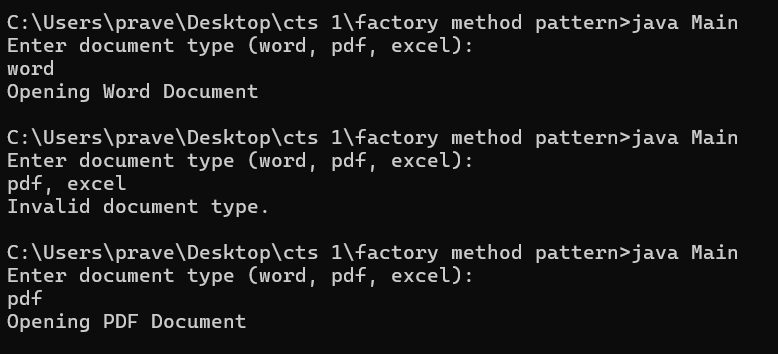 C:\Users\prave\Desktop\cts 1\factory method pattern>java Main
Enter document type (word, pdf, excel):
word
Opening Word Document
C:\Users\prave\Desktop\cts 1\factory method pattern>java Main
Enter document type (word, pdf, excel):
pdf, excel
Invalid document type.
C:\Users\prave\Desktop\cts 1\factory method pattern>java Main
Enter document type (word, pdf, excel):
pdf
Opening PDF Document